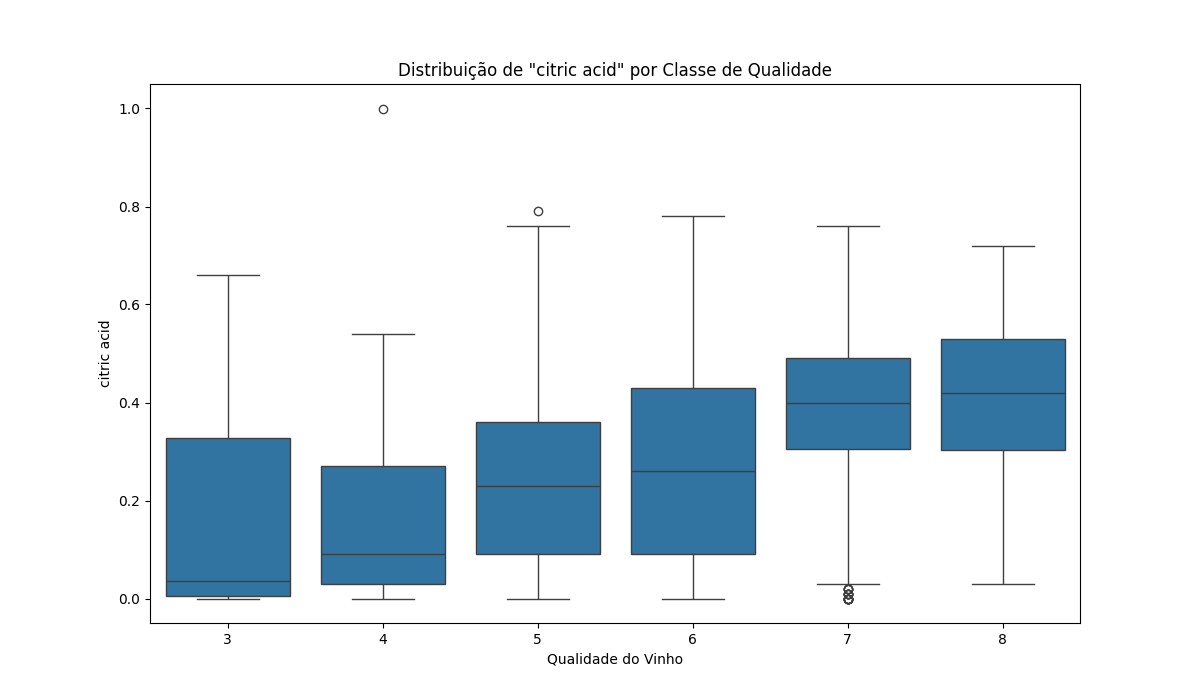 Distribuição de "citric acid" por Classe de Qualidade
1.0
0.8
0.6
0.4
0.2
0.0
citric acid
3 4 5 6 7 8
Qualidade do Vinho